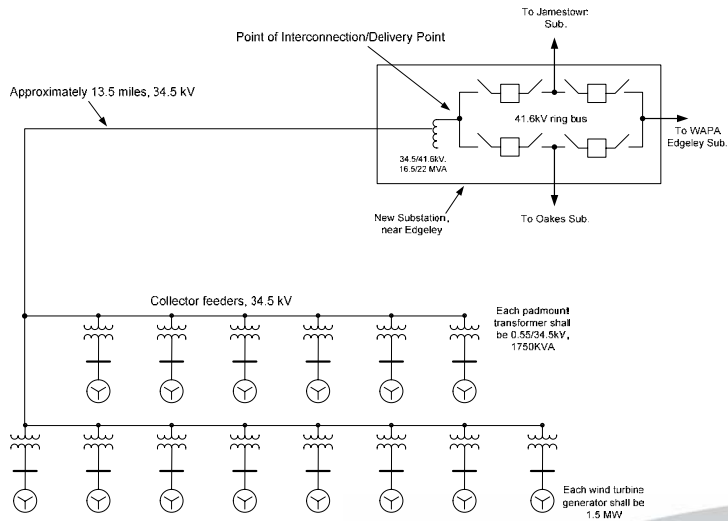 To Jamestown
Sub.
Point of Interconnection/Delivery Point
Approximately 13.5 miles, 34.5 kV
41.6kV ring bus
To WAPA
Edgeley Sub.
34.5/41.6kV,
16.5/22 MVA
New Substation,
near Edgeley
To Oakes Sub.
Collector feeders, 34.5 kV
Each padmount
transformer shall
be 0.55/34.5kV,
1750KVA
Each wind turbine
generator shall be
1.5 MW